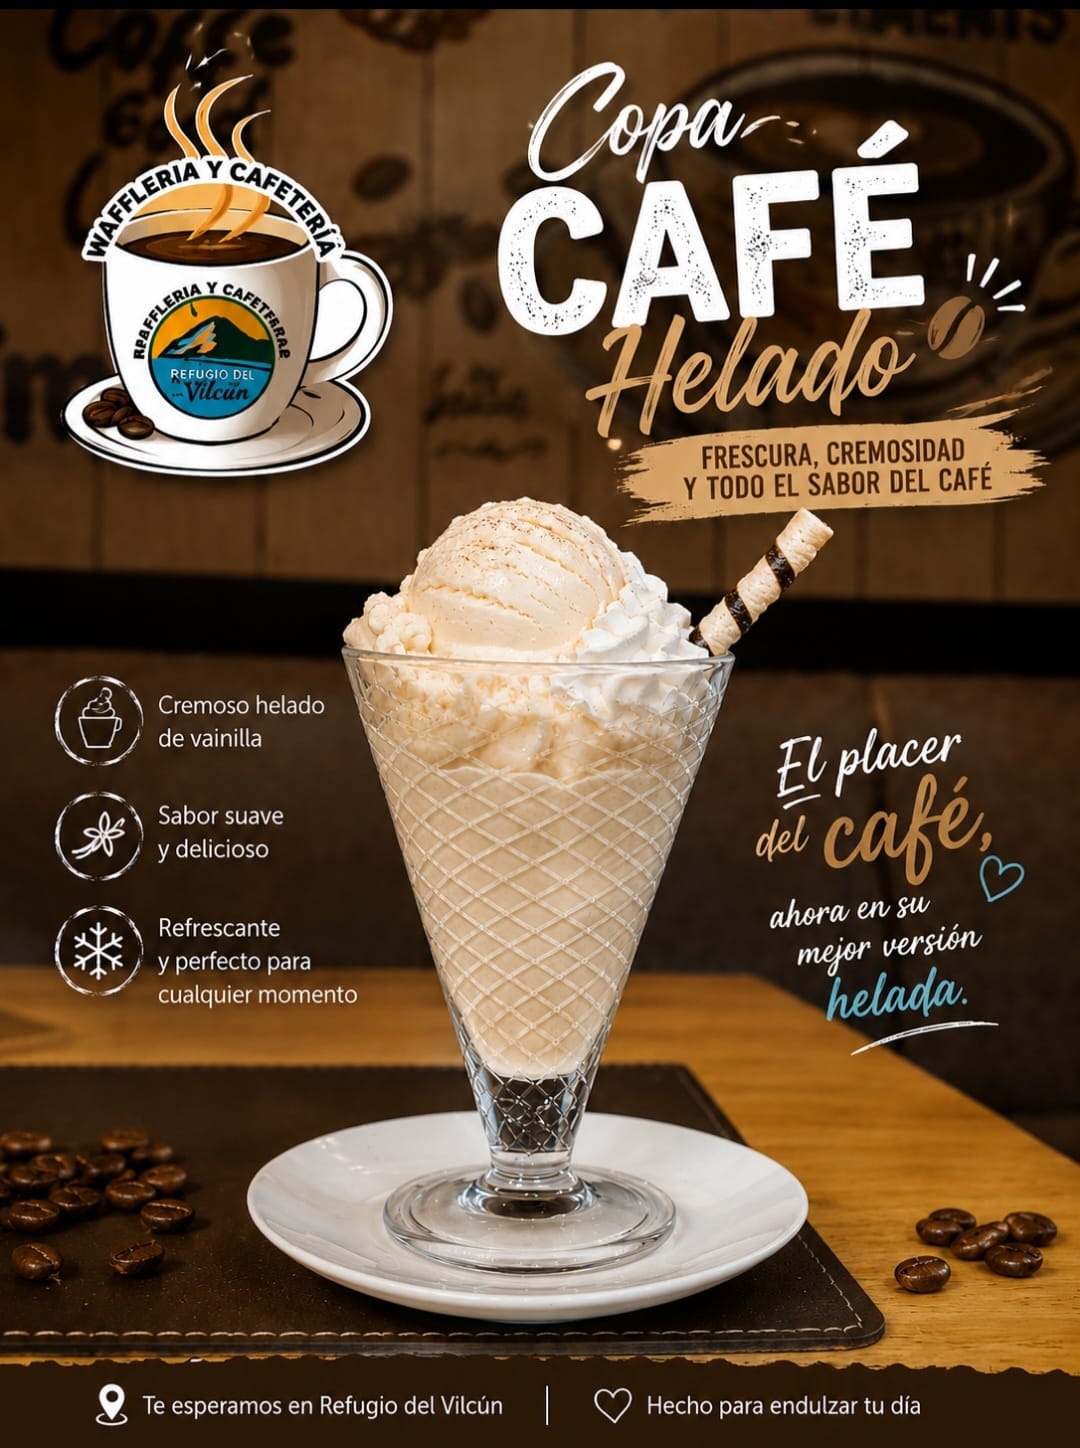 WAFFLERIA Y CAFETERÍA
REFUGIO DEL
Vilcún
Copa
CAFÉ
Helado
FRESCURA, CREMOSIDAD
Y TODO EL SABOR DEL CAFÉ
Cremoso helado
de vainilla
Sabor suave
y delicioso
Refrescante
y perfecto para
cualquier momento
El placer
del café,
ahora en su
mejor versión
helada.
Te esperamos en Refugio del Vilcún
Hecho para endulzar tu día